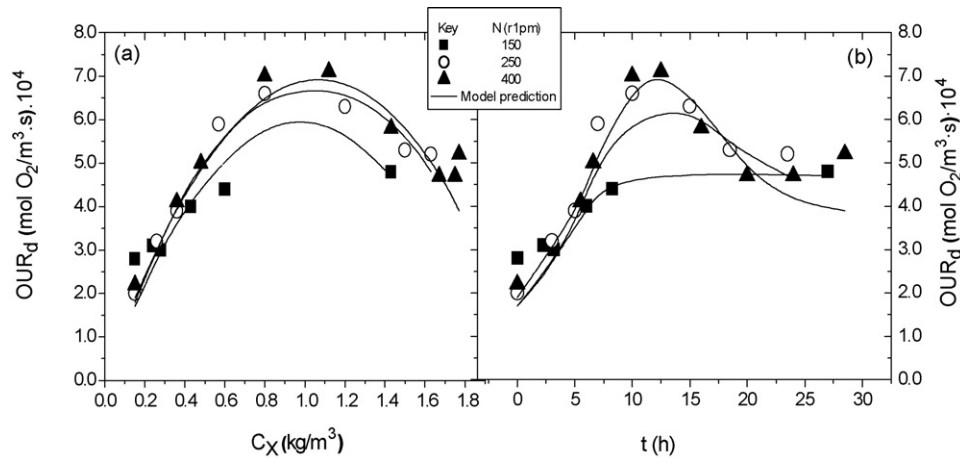 Key N (r1pm)
150
250
400
Model prediction
(a)
(b)
8.0
7.0
6.0
5.0
4.0
3.0
2.0
1.0
0.0
OURd (mol O2/m3·s)·10^4
0.0 0.2 0.4 0.6 0.8 1.0 1.2 1.4 1.6 1.8
CX (kg/m3)
0 5 10 15 20 25 30
t (h)
8.0
7.0
6.0
5.0
4.0
3.0
2.0
1.0
0.0
OURd (mol O2/m3·s)·10^4